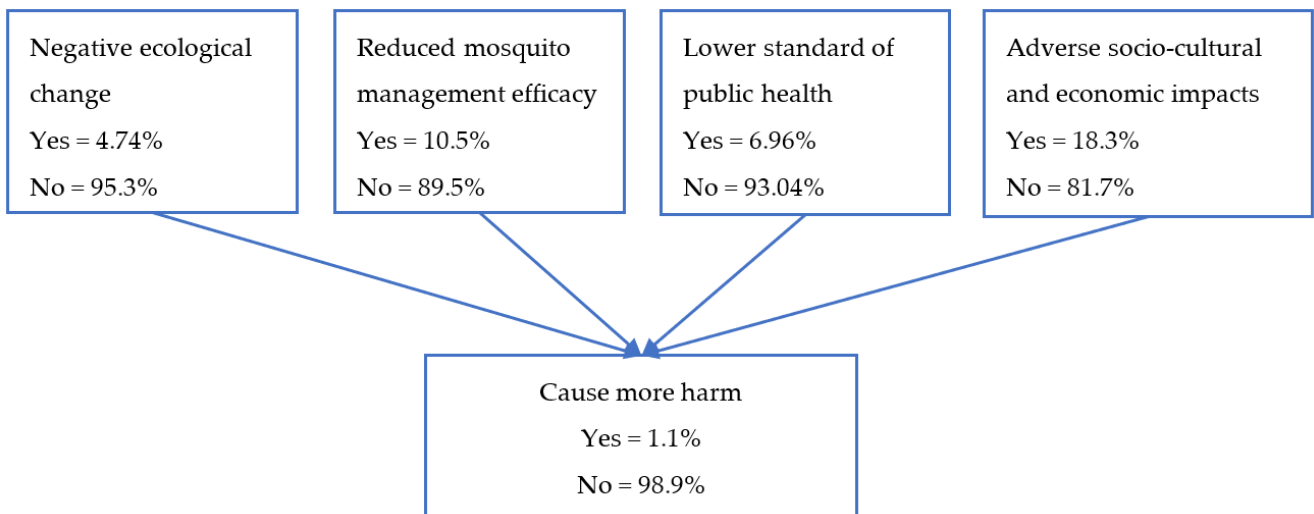 Negative ecological
change
Yes = 4.74%
No = 95.3%
Reduced mosquito
management efficacy
Yes = 10.5%
No = 89.5%
Lower standard of
public health
Yes = 6.96%
No = 93.04%
Adverse socio-cultural
and economic impacts
Yes = 18.3%
No = 81.7%
Cause more harm
Yes = 1.1%
No = 98.9%